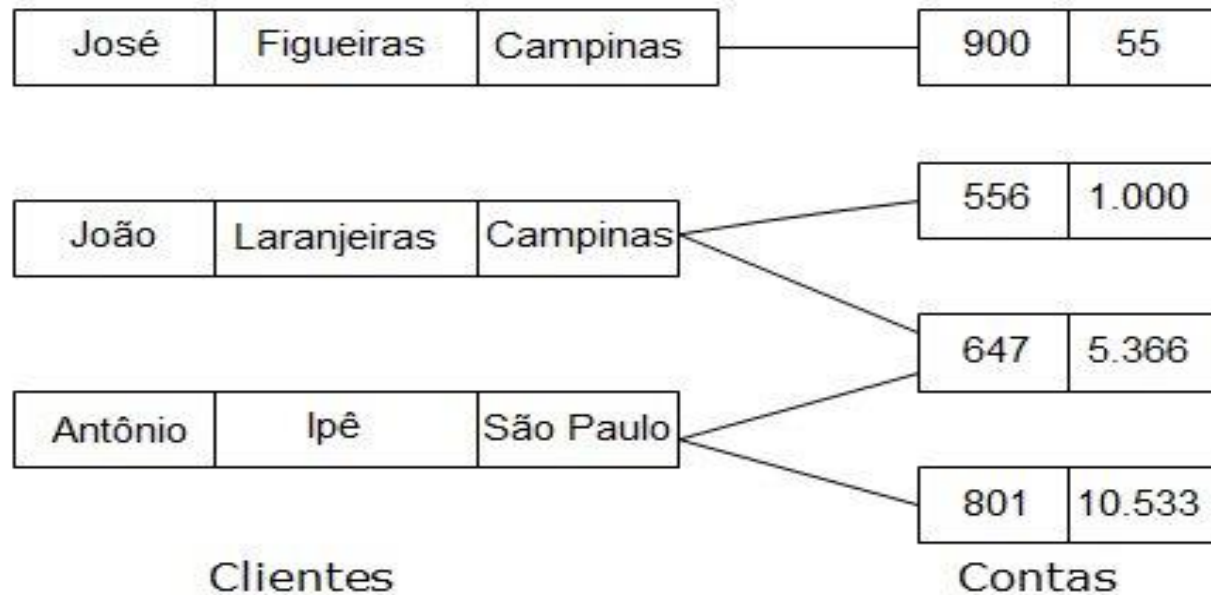 José Figueiras Campinas 900 55
556 1.000
João Laranjeiras Campinas
647 5.366
Antônio Ipê São Paulo
801 10.533
Clientes Contas